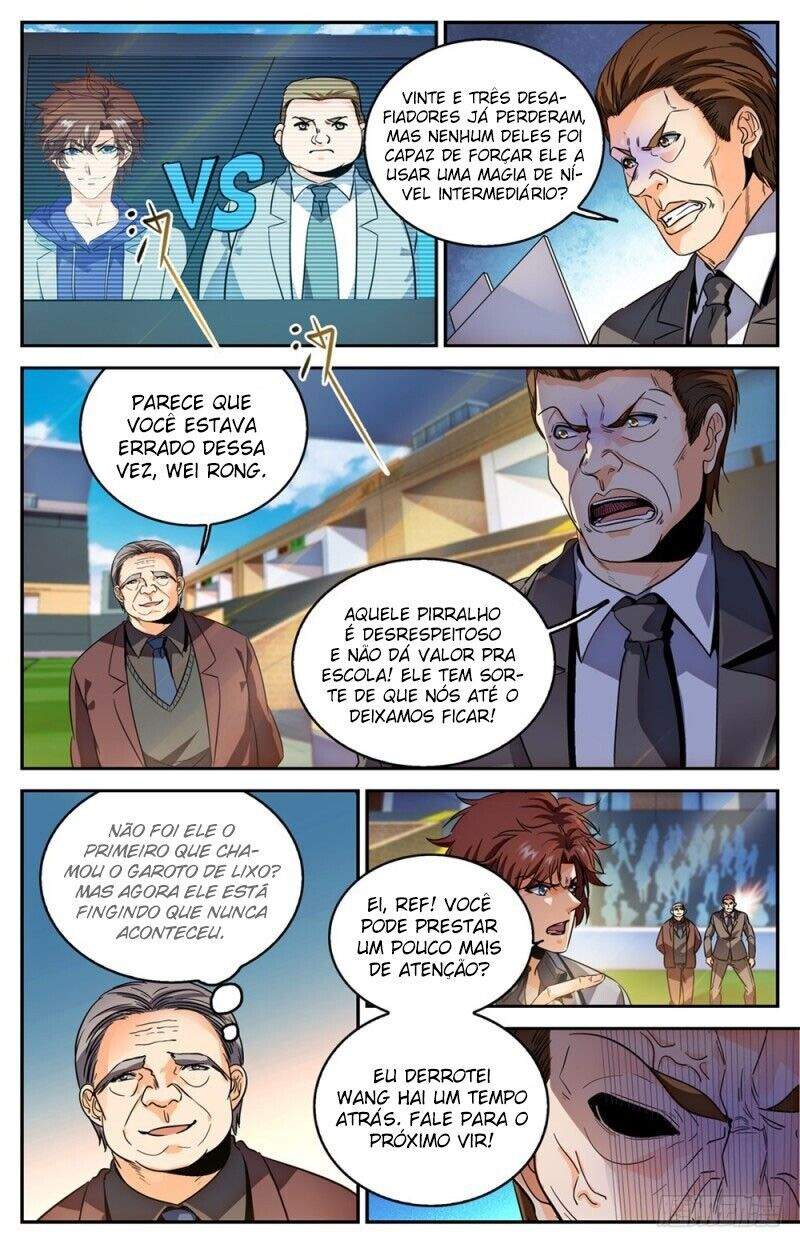 VS
VINTE E TRÊS DESA-
FIADORES JÁ PERDERAM,
MAS NENHUM DELES FOI
CAPAZ DE FORÇAR ELE A
USAR UMA MAGIA DE NÍ-
VEL INTERMEDIÁRIO?
PARECE QUE
VOCÊ ESTAVA
ERRADO DESSA
VEZ, WEI RONG.
AQUELE PIRRALHO
É DESRESPEITOSO
E NÃO DÁ VALOR PRA
ESCOLA! ELE TEM SOR-
TE DE QUE NÓS ATÉ O
DEIXAMOS FICAR!
NÃO FOI ELE O
PRIMEIRO QUE CHA-
MOU O GAROTO DE LIXO?
MAS AGORA ELE ESTÁ
FINGINDO QUE NUNCA
ACONTECEU.
EI, REF! VOCÊ
PODE PRESTAR
UM POUCO MAIS
DE ATENÇÃO?
EU DERROTEI
WANG HAI UM TEMPO
ATRÁS. FALE PARA O
PRÓXIMO VIR!